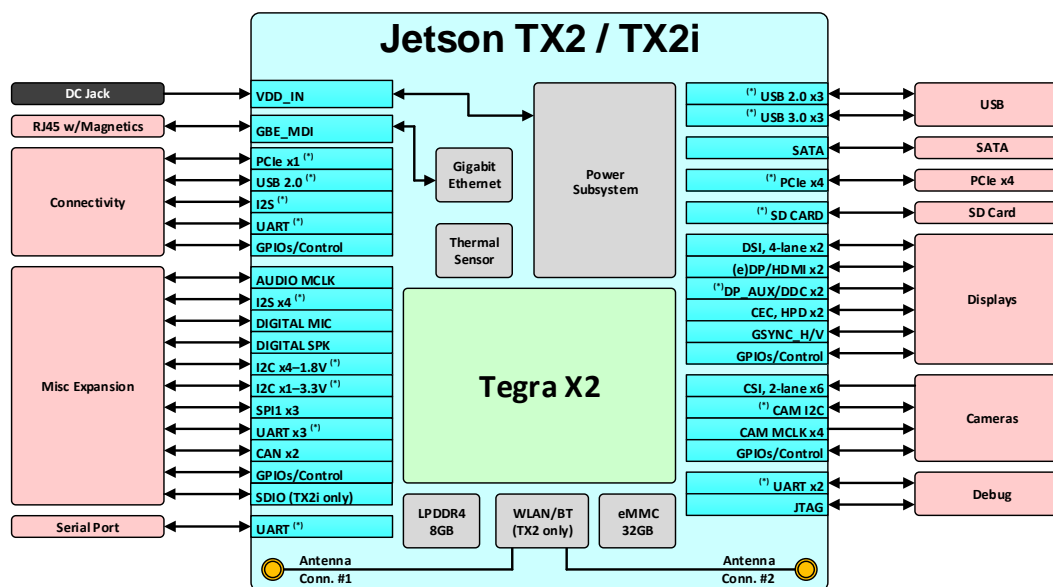 Jetson TX2 / TX2i
DC Jack
RJ45 w/Magnetics
Connectivity
Misc Expansion
Serial Port
VDD_IN
GBE_MDI
PCIe x1 (*)
USB 2.0 (*)
I2S (*)
UART (*)
GPIOs/Control
AUDIO MCLK
I2S x4 (*)
DIGITAL MIC
DIGITAL SPK
I2C x4–1.8V (*)
I2C x1–3.3V (*)
SPI1 x3
UART x3 (*)
CAN x2
GPIOs/Control
SDIO (TX2i only)
UART (*)
Gigabit
Ethernet
Thermal
Sensor
Power
Subsystem
Tegra X2
LPDDR4
8GB
WLAN/BT
(TX2 only)
eMMC
32GB
Antenna
Conn. #1
Antenna
Conn. #2
(*) USB 2.0 x3
(*) USB 3.0 x3
SATA
(*) PCIe x4
(*) SD CARD
DSI, 4-lane x2
(e)DP/HDMI x2
(*)DP_AUX/DDC x2
CEC, HPD x2
GSYNC_H/V
GPIOs/Control
CSI, 2-lane x6
(*) CAM I2C
CAM MCLK x4
GPIOs/Control
(*) UART x2
JTAG
USB
SATA
PCIe x4
SD Card
Displays
Cameras
Debug